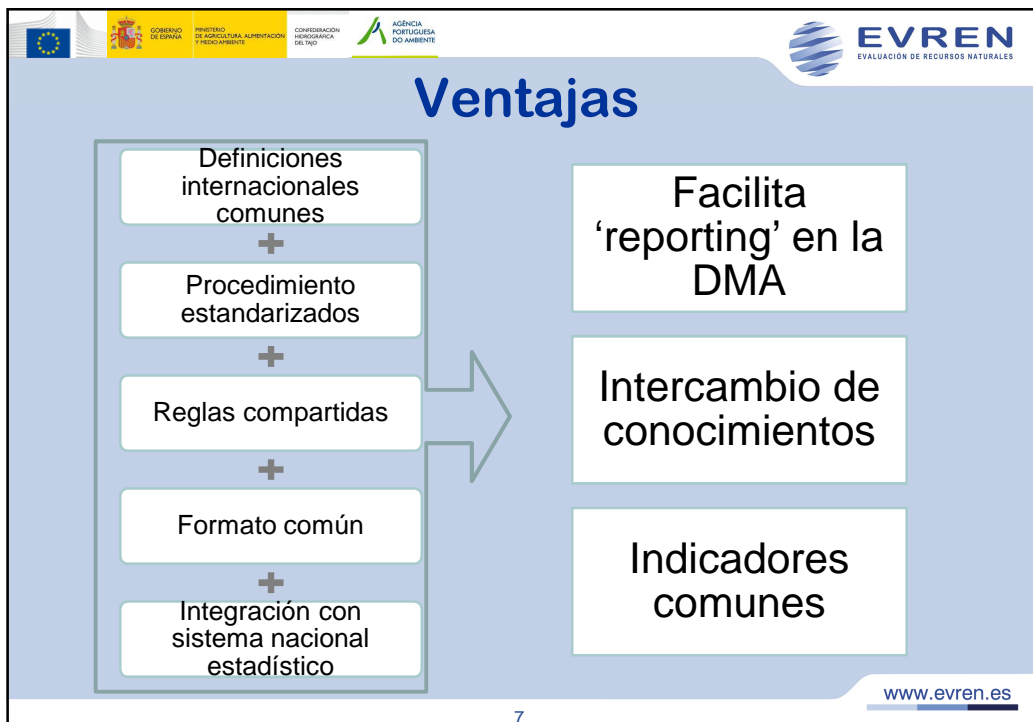 GOBIERNO
DE ESPAÑA
MINISTERIO
DE AGRICULTURA, ALIMENTACIÓN
Y MEDIO AMBIENTE
CONFEDERACIÓN
HIDROGRÁFICA
DEL TAJO
AGÊNCIA
PORTUGUESA
DO AMBIENTE
EVREN
EVALUACIÓN DE RECURSOS NATURALES
Ventajas
Definiciones
internacionales
comunes
Procedimiento
estandarizados
Reglas compartidas
Formato común
Integración con
sistema nacional
estadístico
Facilita
‘reporting’ en la
DMA
Intercambio de
conocimientos
Indicadores
comunes
www.evren.es
7